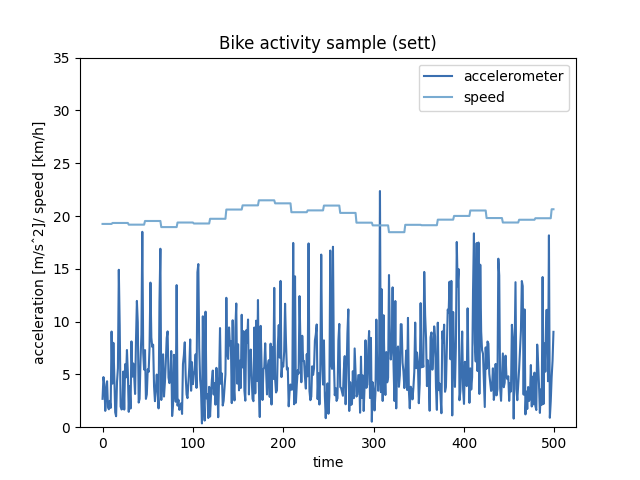 Bike activity sample (sett)
accelerometer
speed
acceleration [m/s^2]/ speed [km/h]
35
30
25
20
15
10
5
0
0 100 200 300 400 500
time